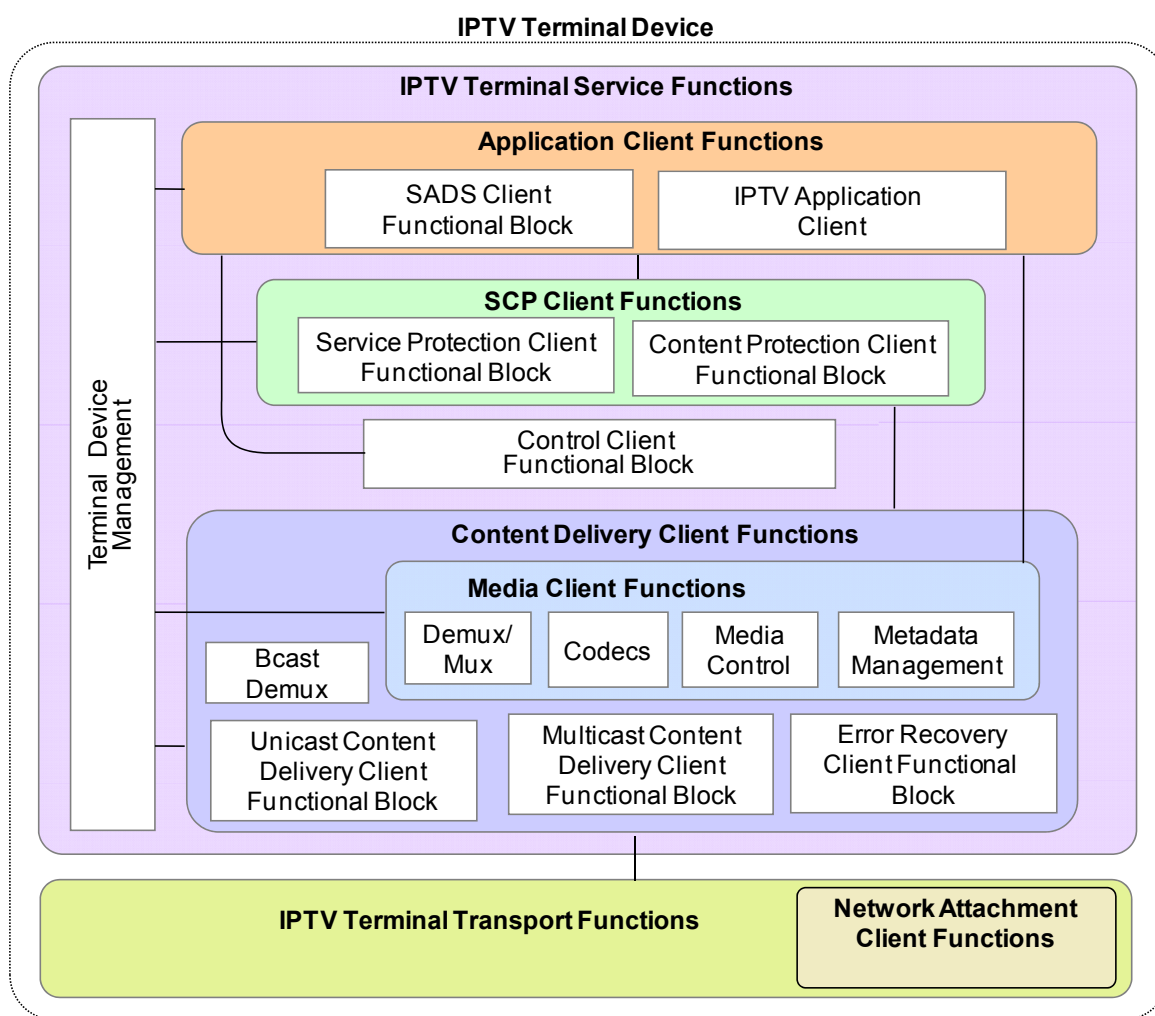 IPTV Terminal Device
IPTV Terminal Service Functions
Application Client Functions
SADS Client
Functional Block
IPTV Application
Client
SCP Client Functions
Service Protection Client
Functional Block
Content Protection Client
Functional Block
Control Client
Functional Block
Terminal Device
Management
Content Delivery Client Functions
Media Client Functions
Demux/
Mux
Codecs
Media
Control
Metadata
Management
Bcast
Demux
Unicast Content
Delivery Client
Functional Block
Multicast Content
Delivery Client
Functional Block
Error Recovery
Client Functional
Block
IPTV Terminal Transport Functions
Network Attachment
Client Functions